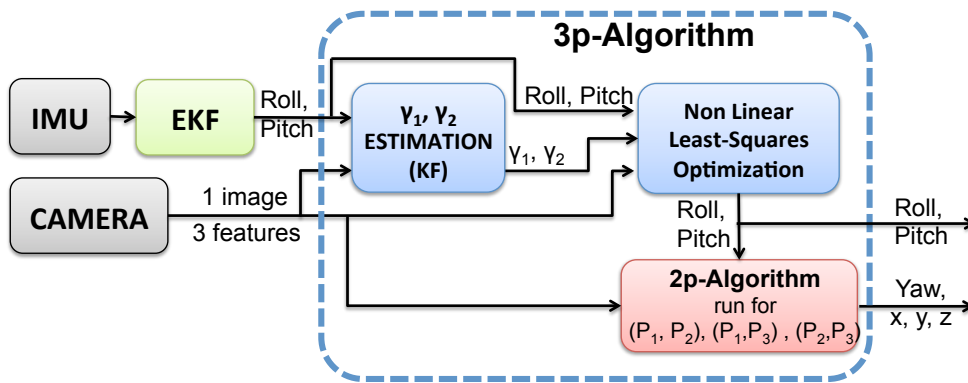 3p-Algorithm
IMU
EKF
Roll,
Pitch
γ₁, γ₂
ESTIMATION
(KF)
Roll, Pitch
γ₁, γ₂
Non Linear
Least-Squares
Optimization
CAMERA
1 image
3 features
Roll,
Pitch
Roll,
Pitch
2p-Algorithm
run for
(P₁, P₂), (P₁,P₃) , (P₂,P₃)
Yaw,
x, y, z